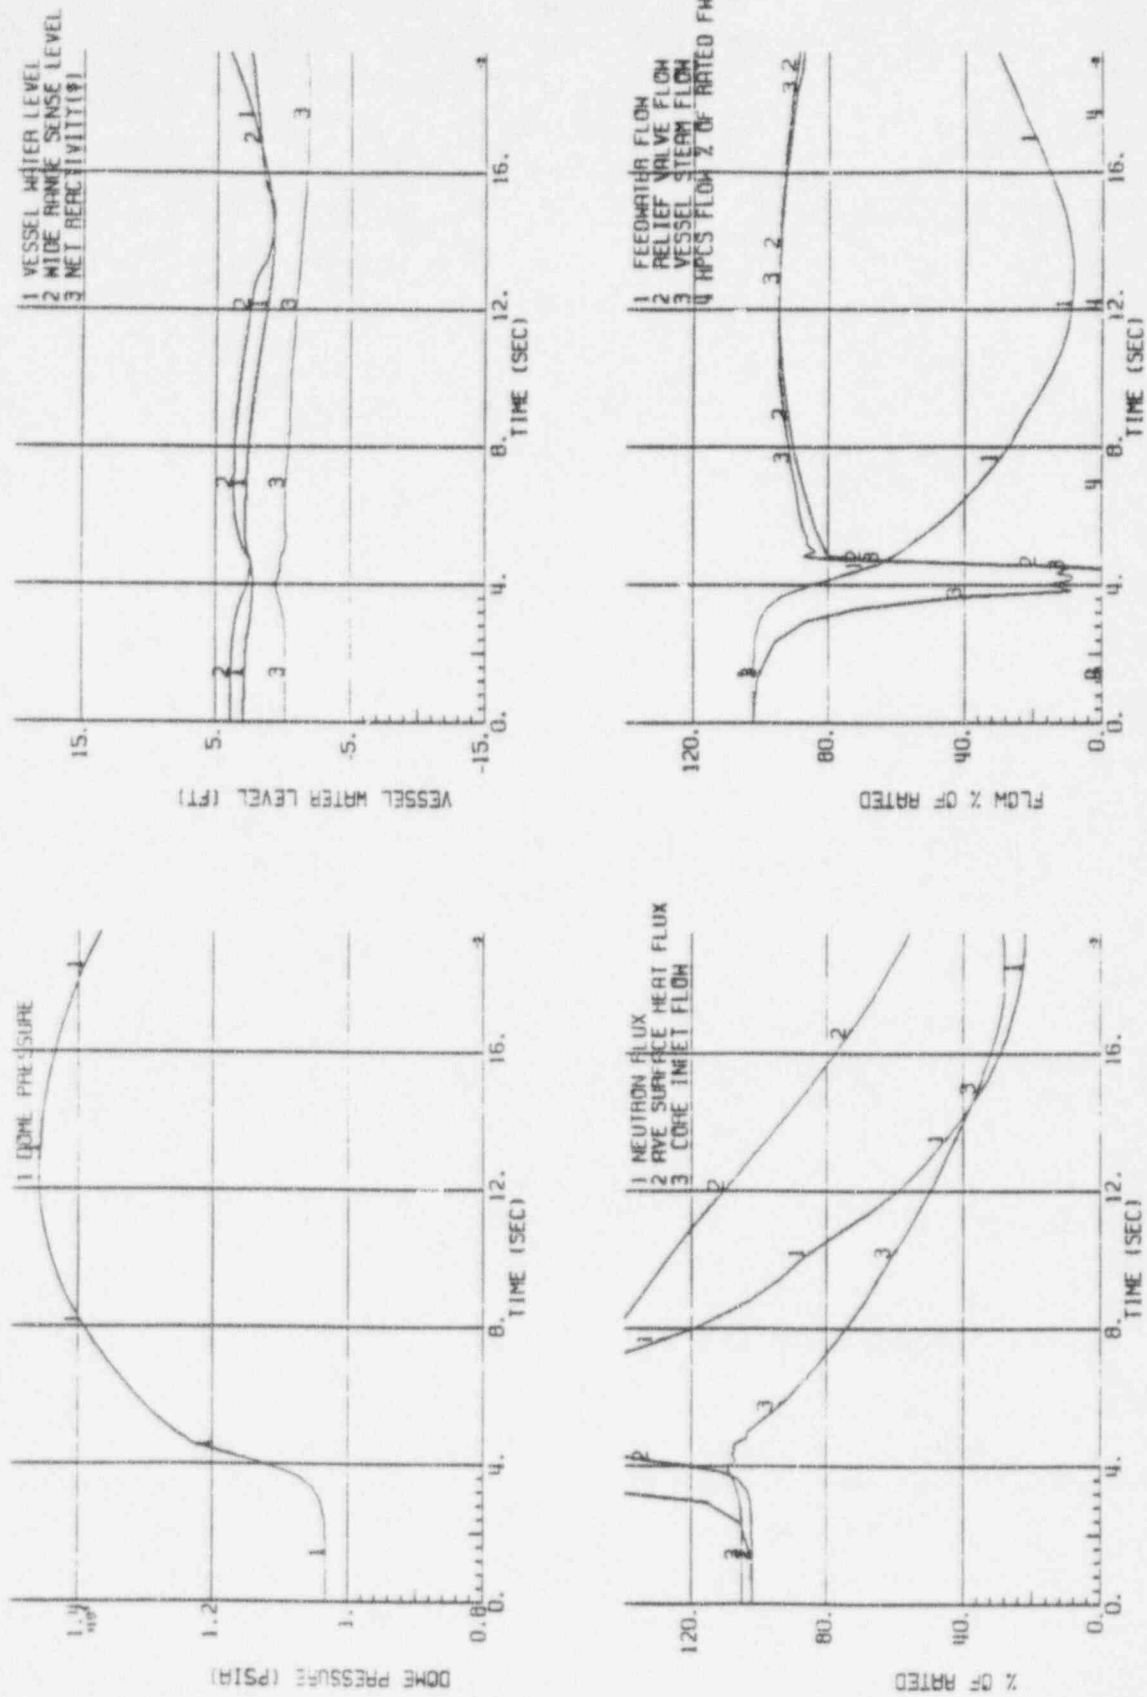 1 DOME PRESSURE
DOME PRESSURE (PSIA)
1.4
1.2
1.
0.8
0.
4.
8.
12.
16.
TIME (SEC)
1 VESSEL WATER LEVEL
2 WIDE RANGE SENSE LEVEL
3 NET REACTIVITY($)
VESSEL WATER LEVEL (FT)
15.
5.
-5.
-15.
0.
4.
8.
12.
16.
TIME (SEC)
1 NEUTRON FLUX
2 AVE SURFACE HEAT FLUX
3 CORE INLET FLOW
% OF RATED
120.
80.
40.
0.
0.
4.
8.
12.
16.
TIME (SEC)
1 FEEDWATER FLOW
2 RELIEF VALVE FLOW
3 VESSEL STEAM FLOW
4 HPCS FLOW % OF RATED FW
FLOW % OF RATED
120.
80.
40.
0.
0.
4.
8.
12.
16.
TIME (SEC)